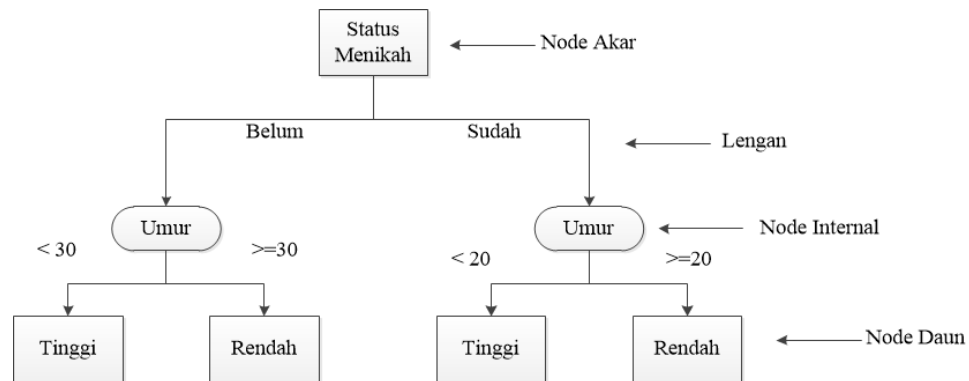 Status
Menikah
Node Akar
Belum
Sudah
Lengan
Umur
Umur
Node Internal
< 30
>=30
< 20
>=20
Tinggi
Rendah
Tinggi
Rendah
Node Daun